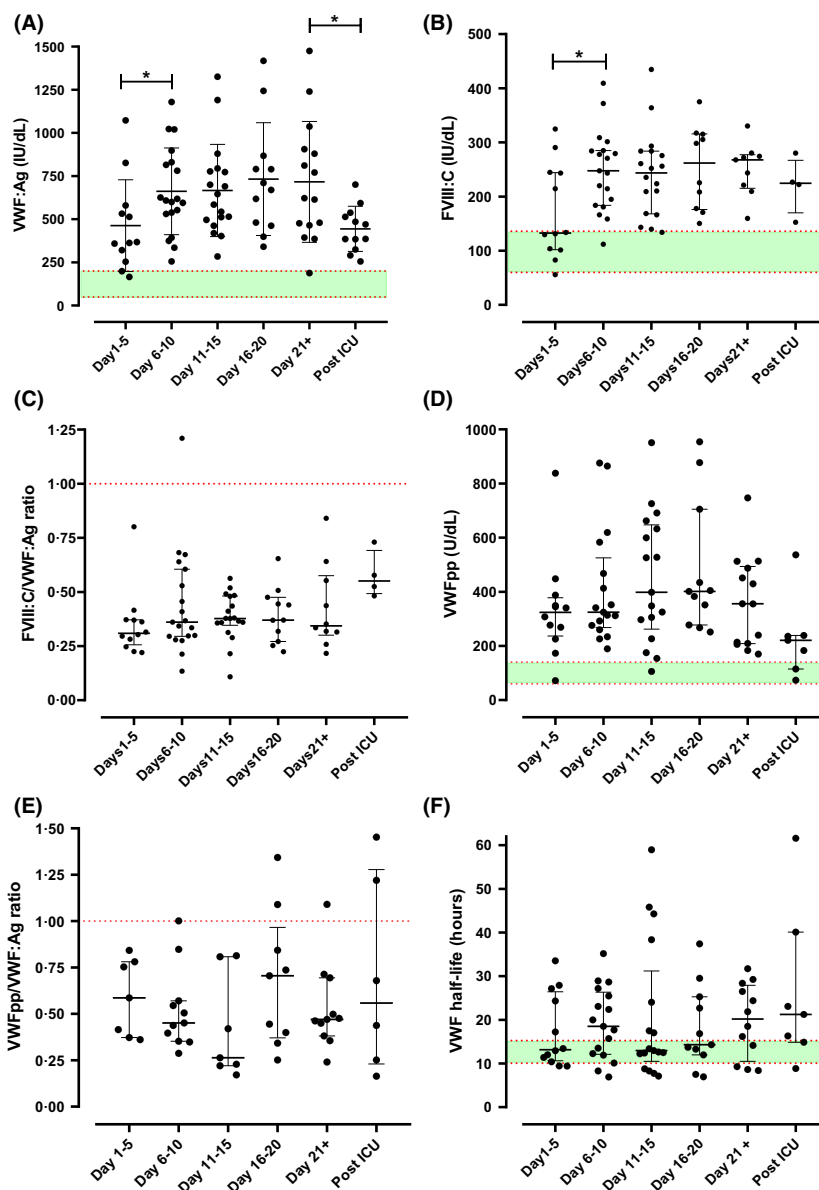 (A)
*
*
1500
1250
1000
750
500
250
0
VWF:Ag (IU/dL)
Day1-5
Day 6-10
Day 11-15
Day 16-20
Day 21+
Post ICU
(B)
*
500
400
300
200
100
0
FVIII:C (IU/dL)
Days1-5
Days6-10
Days11-15
Days16-20
Days21+
Post ICU
(C)
1·25
1·00
0·75
0·50
0·25
0·00
FVIII:C/VWF:Ag ratio
Days1-5
Days6-10
Days11-15
Days16-20
Days21+
Post ICU
(D)
1000
800
600
400
200
0
VWFpp (U/dL)
Day 1-5
Day 6-10
Day 11-15
Day 16-20
Day 21+
Post ICU
(E)
1·50
1·25
1·00
0·75
0·50
0·25
0·00
VWFpp/VWF:Ag ratio
Day 1-5
Day 6-10
Day 11-15
Day 16-20
Day 21+
Post ICU
(F)
60
50
40
30
20
10
0
VWF half-life (hours)
Day1-5
Day 6-10
Day 11-15
Day 16-20
Day 21 +
Post ICU